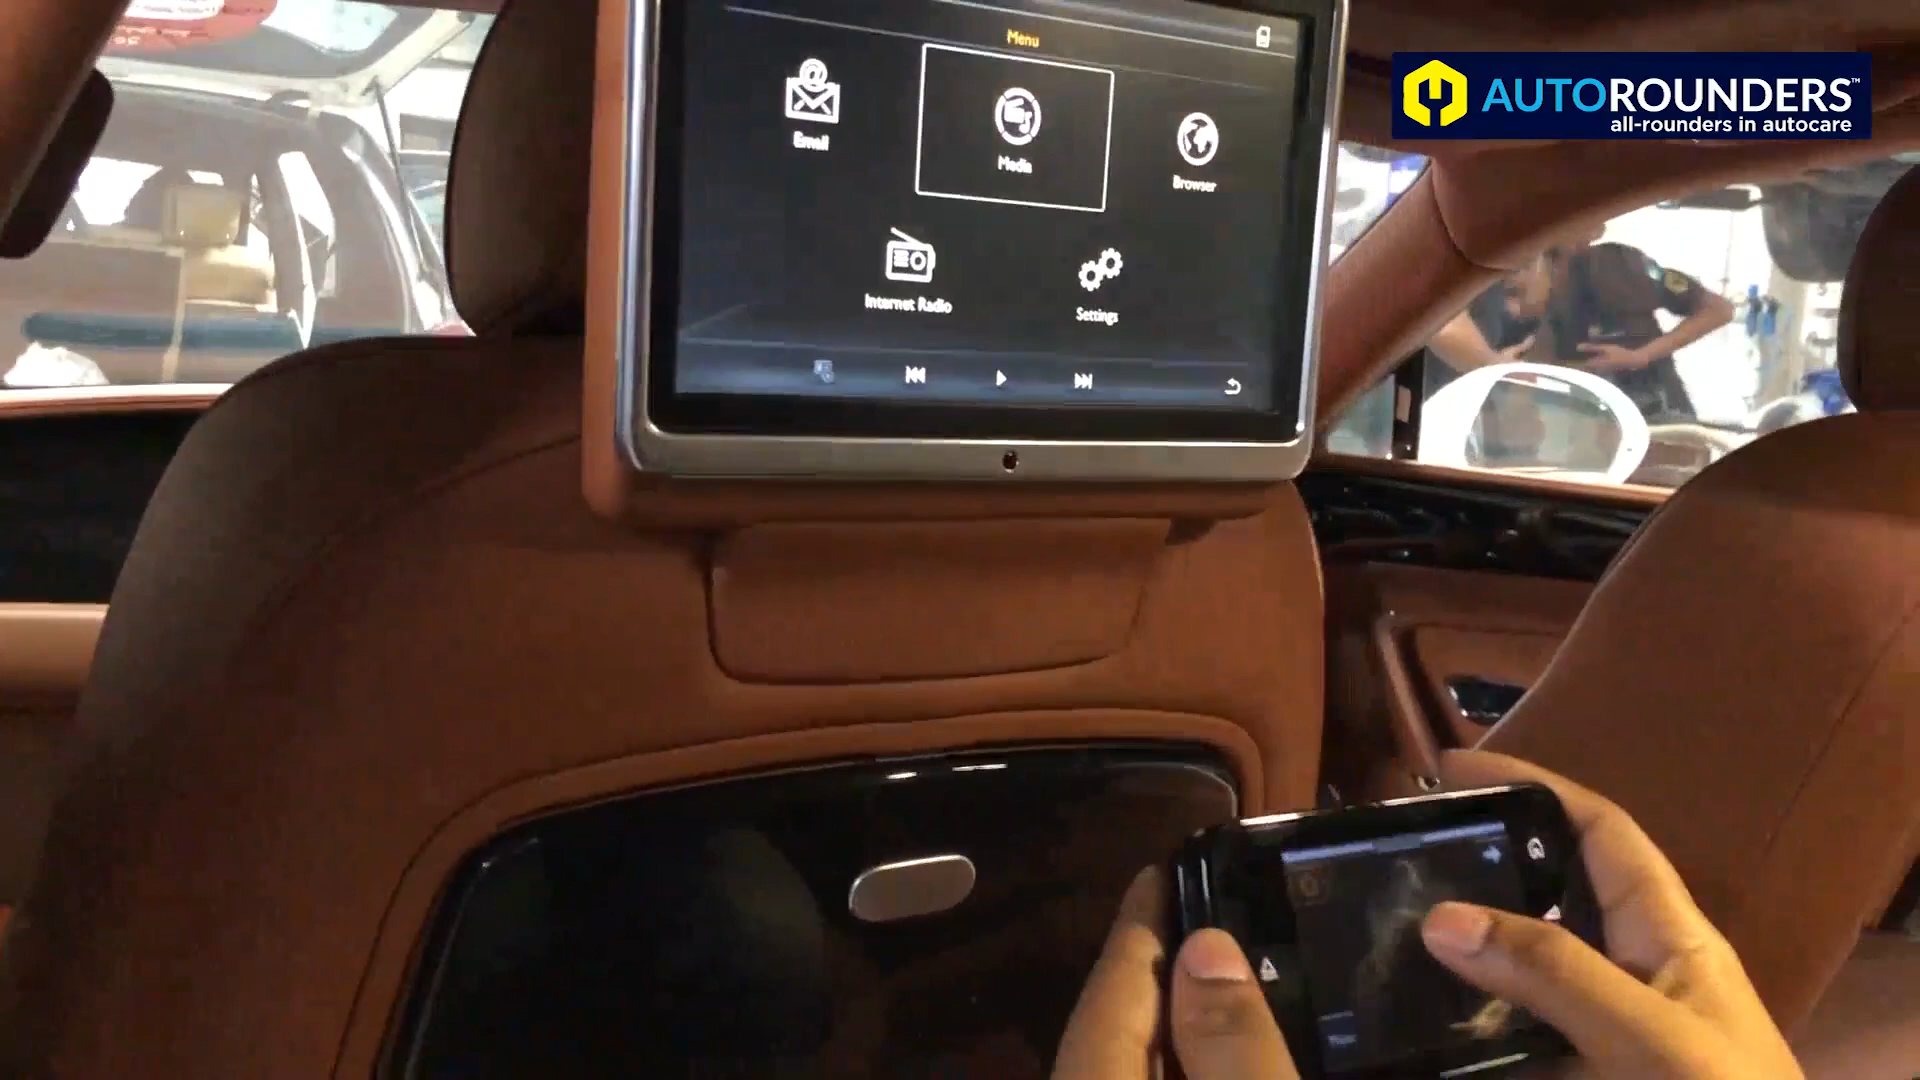 Menu
AUTOROUNDERS™
all-rounders in autocare
Email
Media
Browser
Internet Radio
Settings